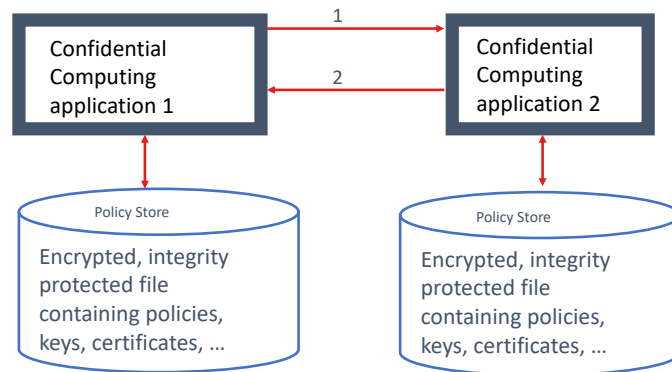 1
Confidential
Computing
application 1
Confidential
Computing
application 2
2
Policy Store
Encrypted, integrity
protected file
containing policies,
keys, certificates, …
Policy Store
Encrypted, integrity
protected file
containing policies,
keys, certificates, …